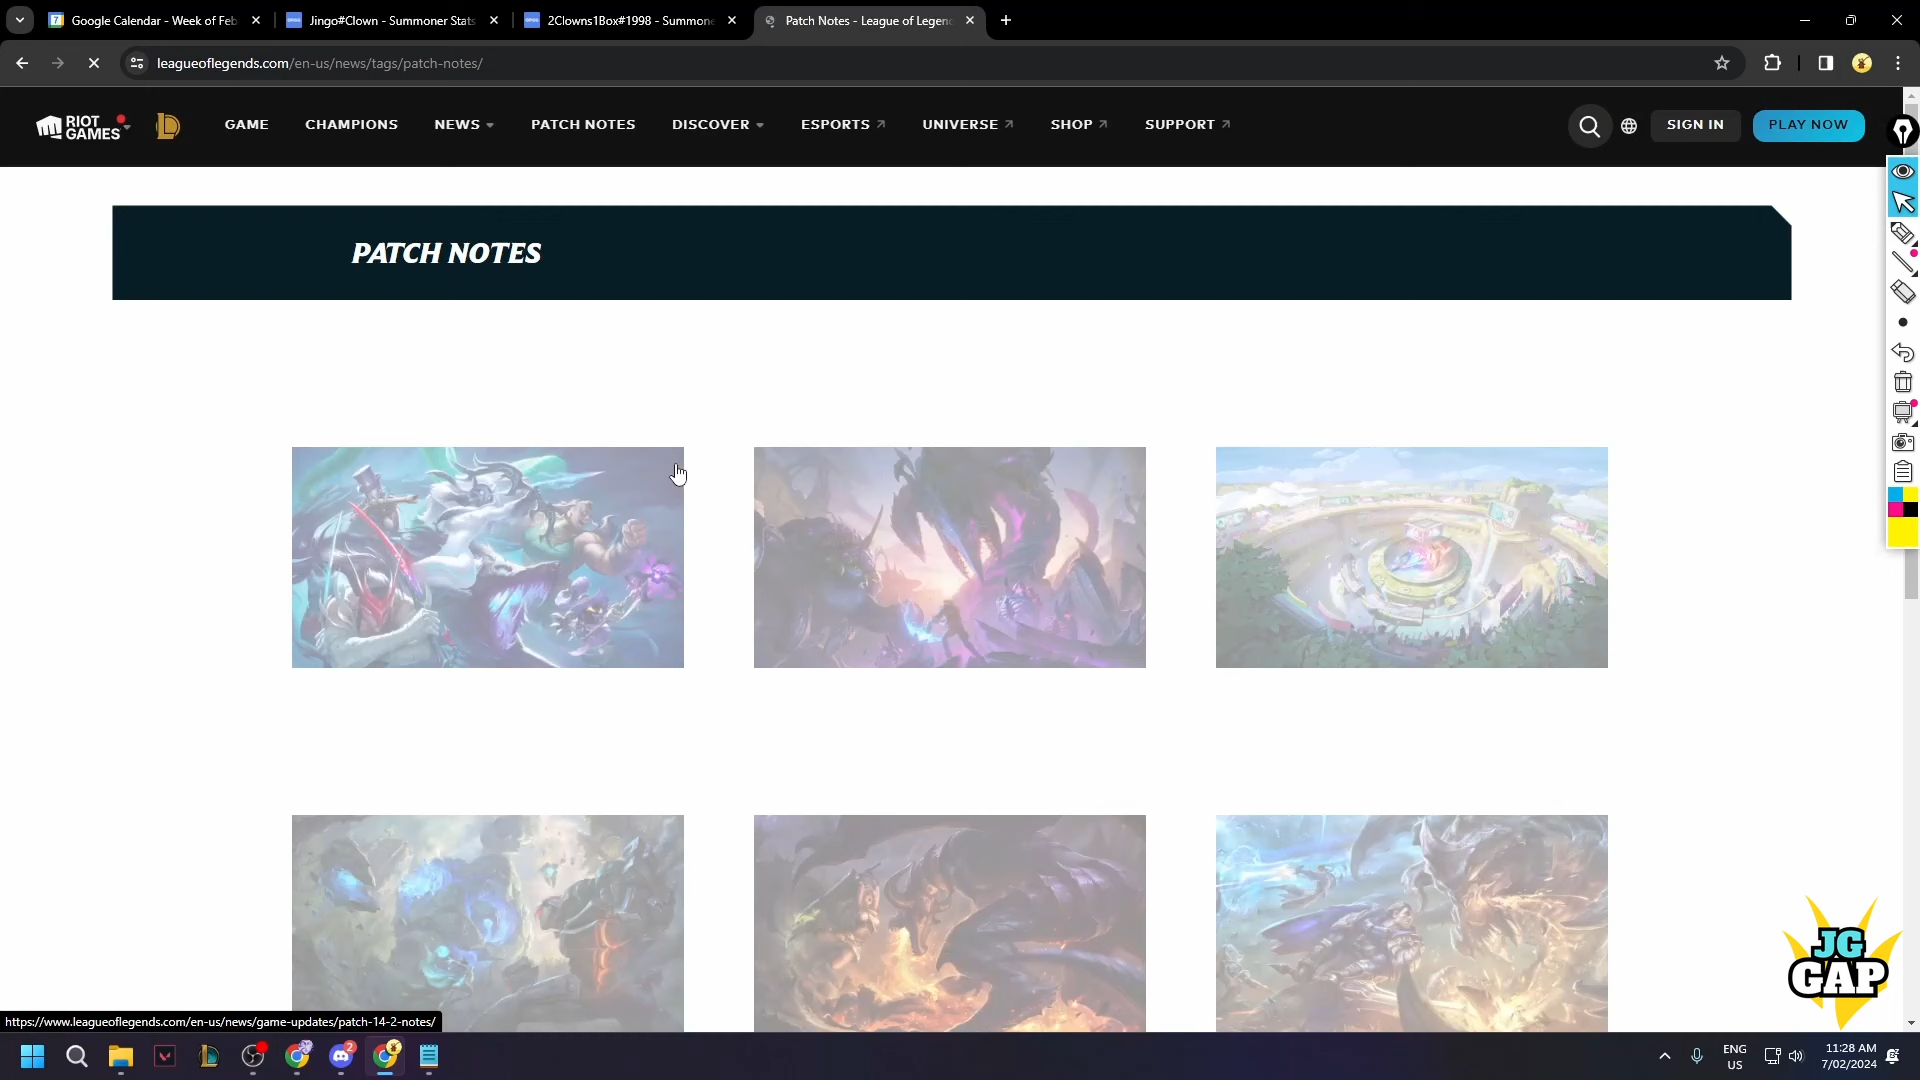 Google Calendar - Week of Feb
Jingo#Clown - Summoner Stats
2Clowns1Box#1998 - Summone
Patch Notes - League of Legen
leagueoflegends.com/en-us/news/tags/patch-notes/
RIOT GAMES
GAME
CHAMPIONS
NEWS
PATCH NOTES
DISCOVER
ESPORTS
UNIVERSE
SHOP
SUPPORT
SIGN IN
PLAY NOW
PATCH NOTES
JG
GAP
https://www.leagueoflegends.com/en-us/news/game-updates/patch-14-2-notes/
2
ENG
US
11:28 AM
7/02/2024